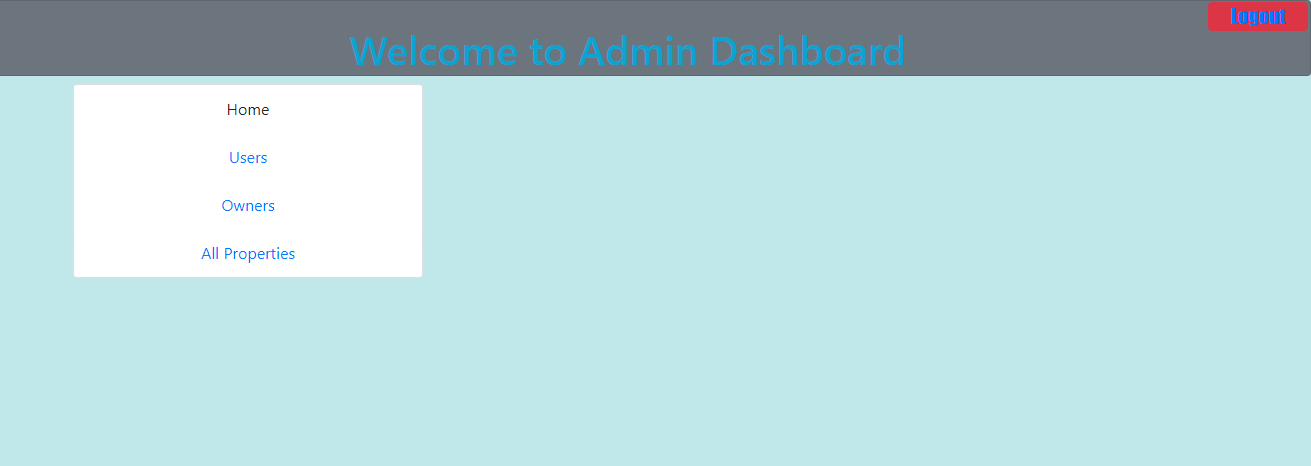 Logout
Welcome to Admin Dashboard
Home
Users
Owners
All Properties